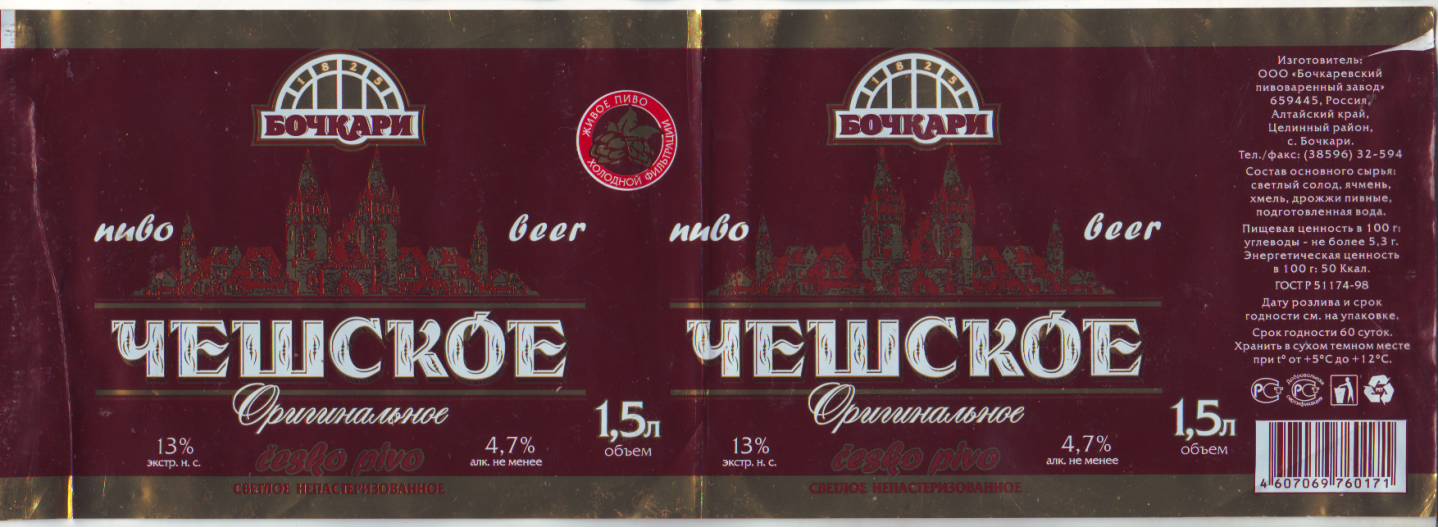 1825
БОЧКАРИ
ЖИВОЕ ПИВО
ХОЛОДНОЙ ФИЛЬТРАЦИИ
пиво
beer
ЧЕШСКОЕ
Оригинальное
1,5л
объем
13%
экстр. н. с.
česko pivo
4,7%
алк. не менее
СВЕТЛОЕ НЕПАСТЕРИЗОВАННОЕ
1825
БОЧКАРИ
пиво
beer
ЧЕШСКОЕ
Оригинальное
1,5л
объем
13%
экстр. н. с.
česko pivo
4,7%
алк. не менее
СВЕТЛОЕ НЕПАСТЕРИЗОВАННОЕ
Изготовитель:
ООО «Бочкаревский
пивоваренный завод»
659445, Россия,
Алтайский край,
Целинный район,
с. Бочкари.
Тел./факс: (38596) 32-594
Состав основного сырья:
светлый солод, ячмень,
хмель, дрожжи пивные,
подготовленная вода.
Пищевая ценность в 100 г:
углеводы - не более 5,3 г.
Энергетическая ценность
в 100 г: 50 Ккал.
ГОСТ Р 51174-98
Дату розлива и срок
годности см. на упаковке.
Срок годности 60 суток.
Хранить в сухом темном месте
при t° от +5°С до +12°С.
РС
Добровольная
РС
сертификация
4 607069 760171